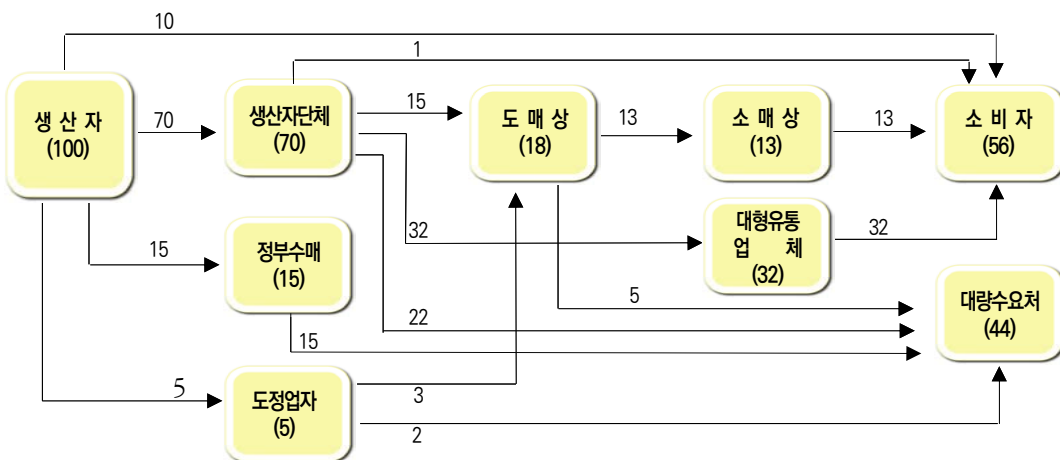 10
1
생 산 자
(100)
70
생산자단체
(70)
15
도 매 상
(18)
13
소 매 상
(13)
13
소 비 자
(56)
15
정부수매
(15)
32
대형유통
업 체
(32)
32
5
22
15
대량수요처
(44)
5
도정업자
(5)
3
2